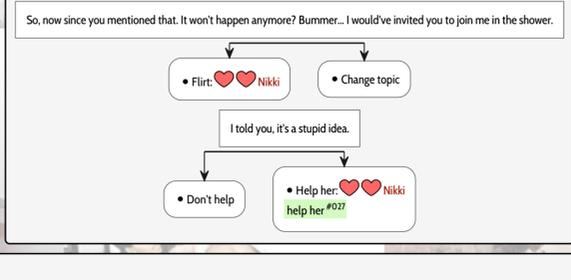 So, now since you mentioned that. It won't happen anymore? Bummer... I would've invited you to join me in the shower.
• Flirt: Nikki
• Change topic
I told you, it's a stupid idea.
• Don't help
• Help her: Nikki
help her #027